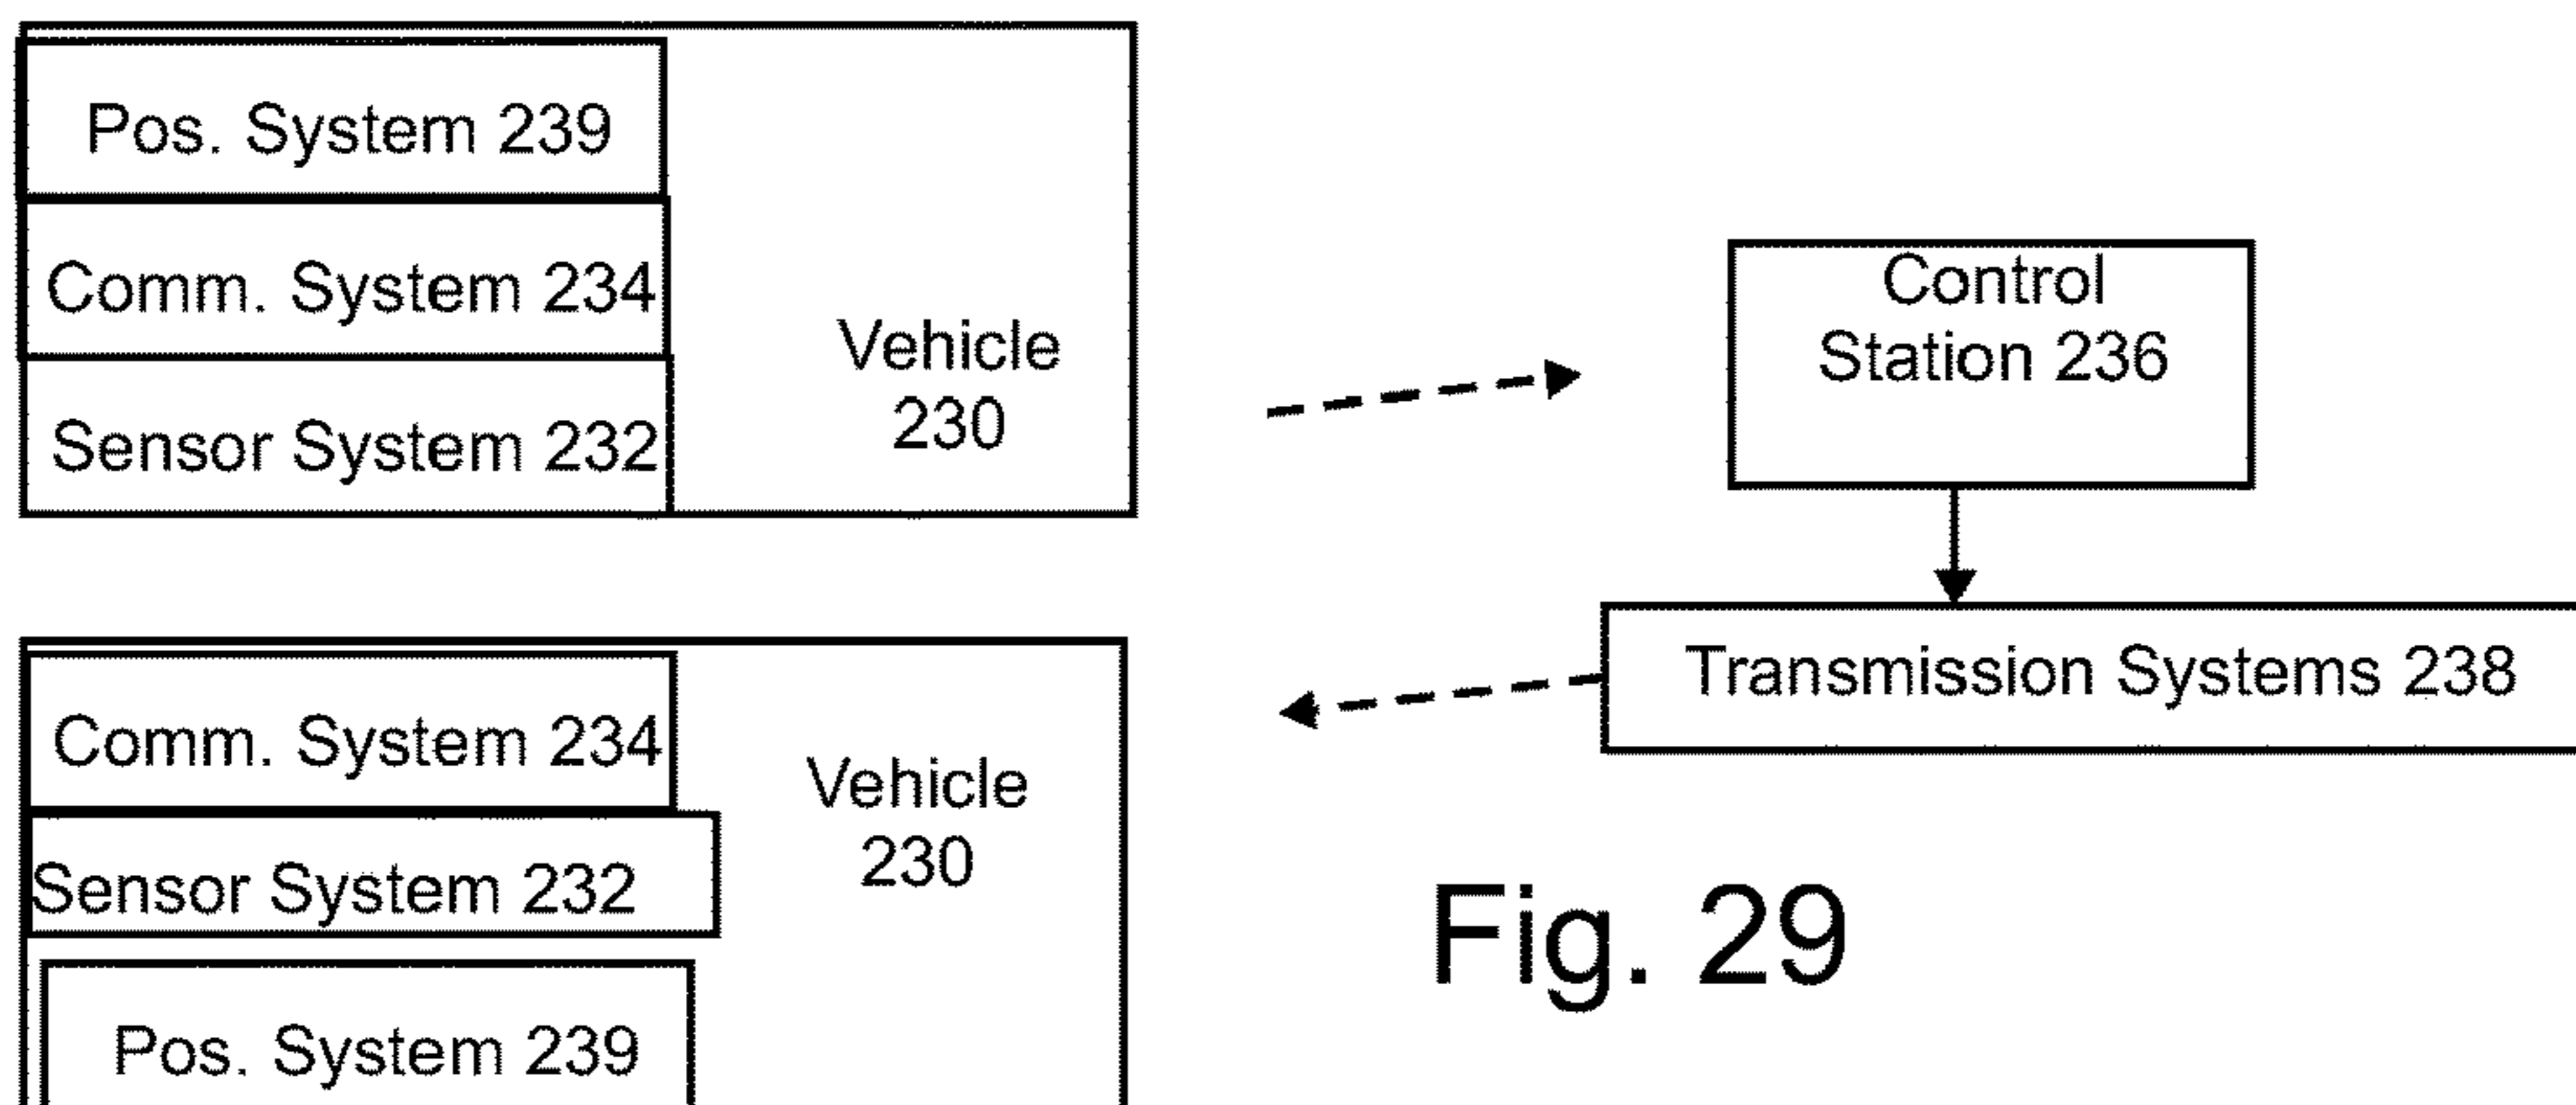 Pos. System 239
Comm. System 234
Sensor System 232
Vehicle
230
Control
Station 236
Transmission Systems 238
Comm. System 234
Sensor System 232
Pos. System 239
Vehicle
230
Fig. 29